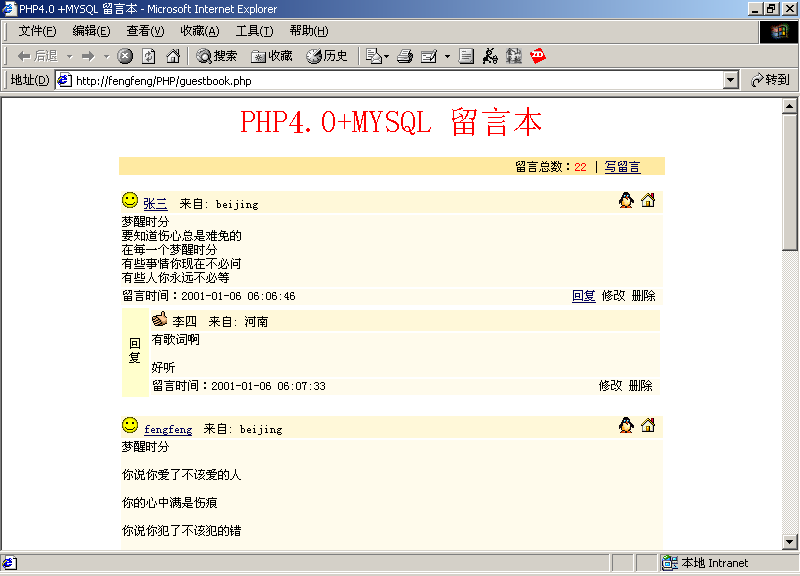 PHP4.0 +MYSQL 留言本 - Microsoft Internet Explorer
文件(F) 编辑(E) 查看(V) 收藏(A) 工具(T) 帮助(H)
后退 搜索 收藏 历史
地址(D) http://fengfeng/PHP/guestbook.php 转到
PHP4.0+MYSQL 留言本
留言总数：22 | 写留言
张三 来自: beijing
梦醒时分
要知道伤心总是难免的
在每一个梦醒时分
有些事情你现在不必问
有些人你永远不必等
留言时间：2001-01-06 06:06:46 回复 修改 删除
回复
李四 来自: 河南
有歌词啊
好听
留言时间：2001-01-06 06:07:33 修改 删除
fengfeng 来自: beijing
梦醒时分
你说你爱了不该爱的人
你的心中满是伤痕
你说你犯了不该犯的错
本地 Intranet